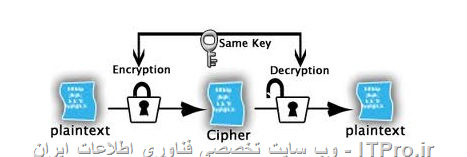 Same Key
Encryption
Decryption
plaintext
Cipher
plaintext
ITPro.ir - وب سایت تخصصی فناوری اطلاعات ایران